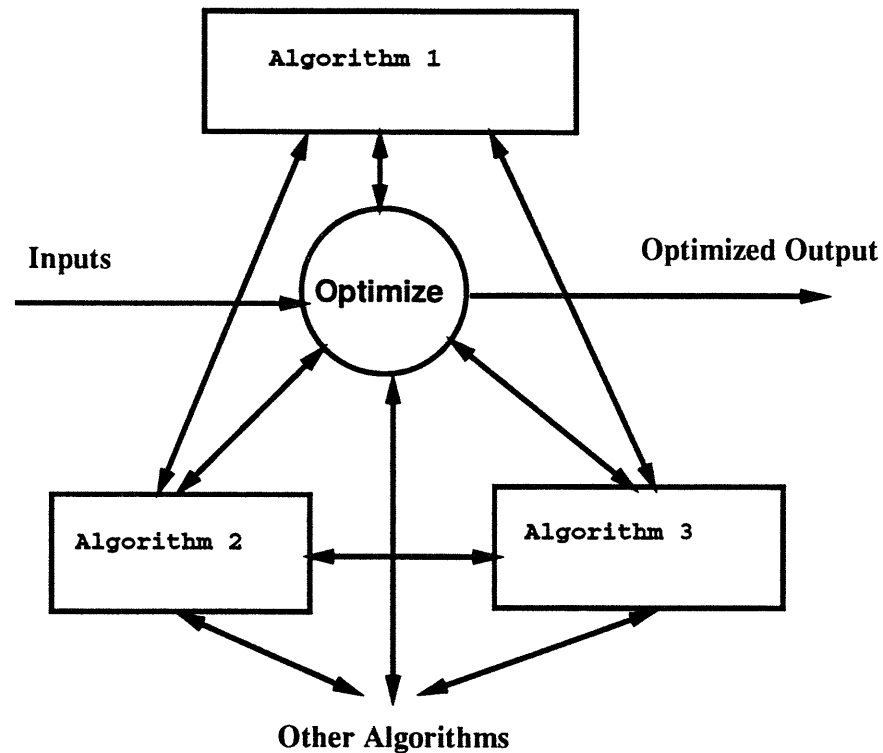 Algorithm 1
Inputs
Optimized Output
Optimize
Algorithm 2
Algorithm 3
Other Algorithms